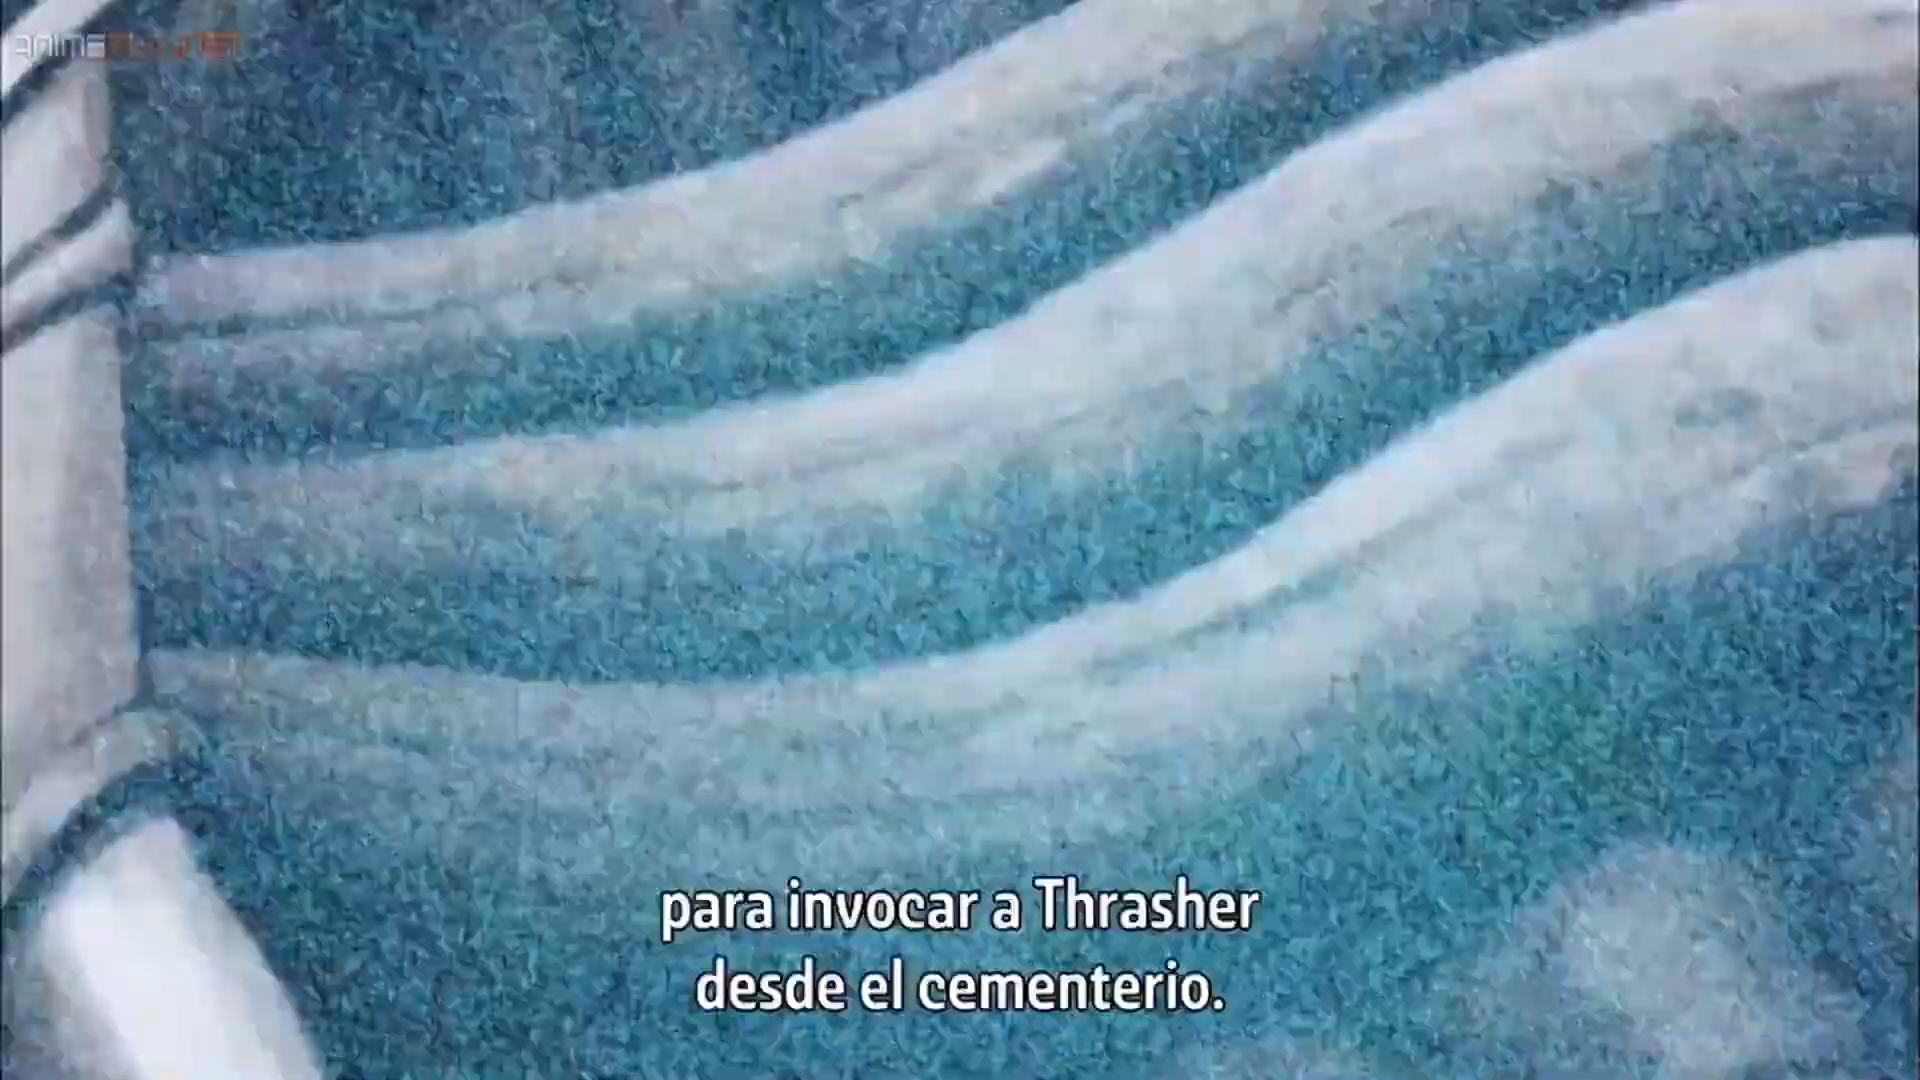 para invocar a Thrasher
desde el cementerio.